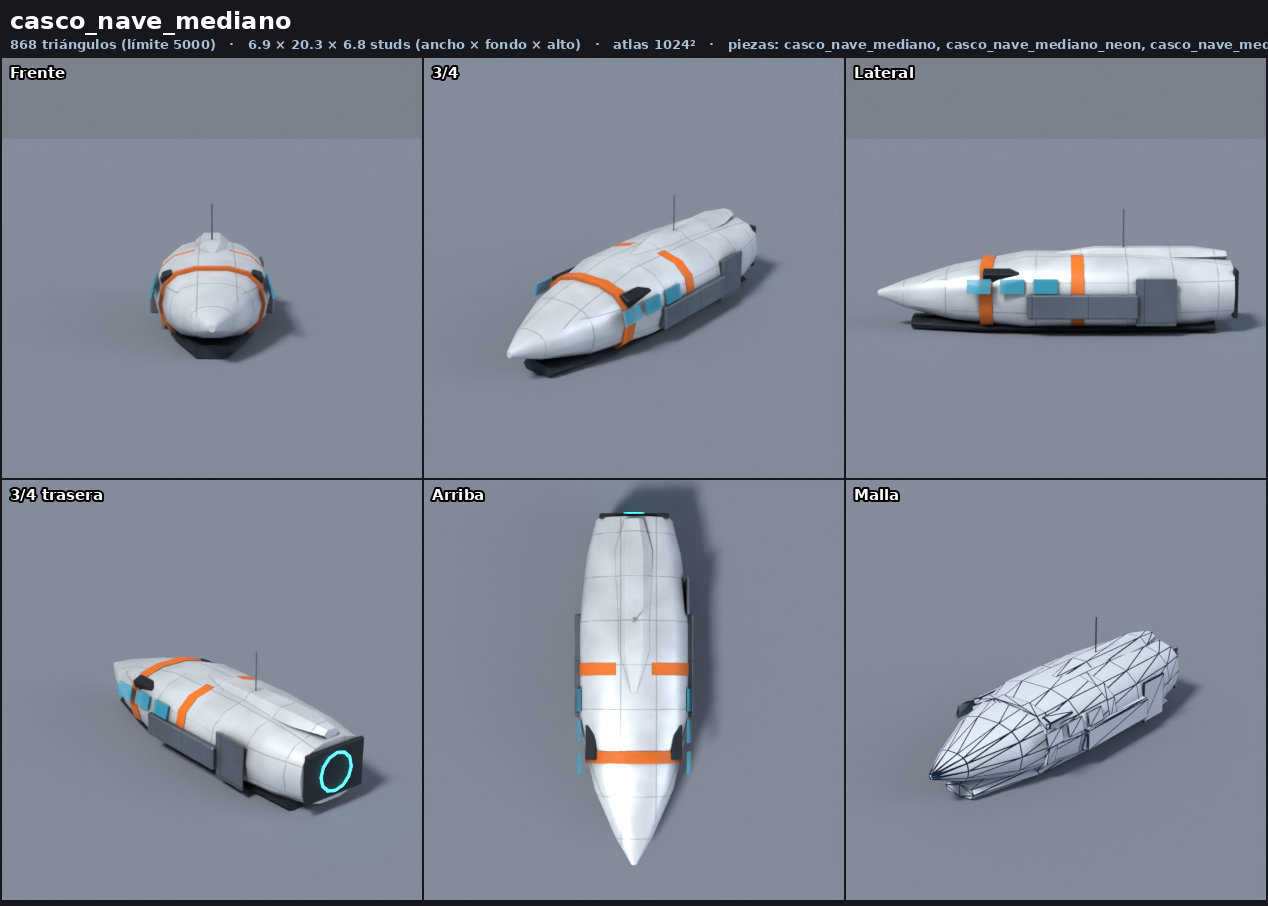 casco_nave_mediano
868 triángulos (límite 5000) · 6.9 × 20.3 × 6.8 studs (ancho × fondo × alto) · atlas 1024² · piezas: casco_nave_mediano, casco_nave_mediano_neon, casco_nave_med
Frente
3/4
Lateral
3/4 trasera
Arriba
Malla